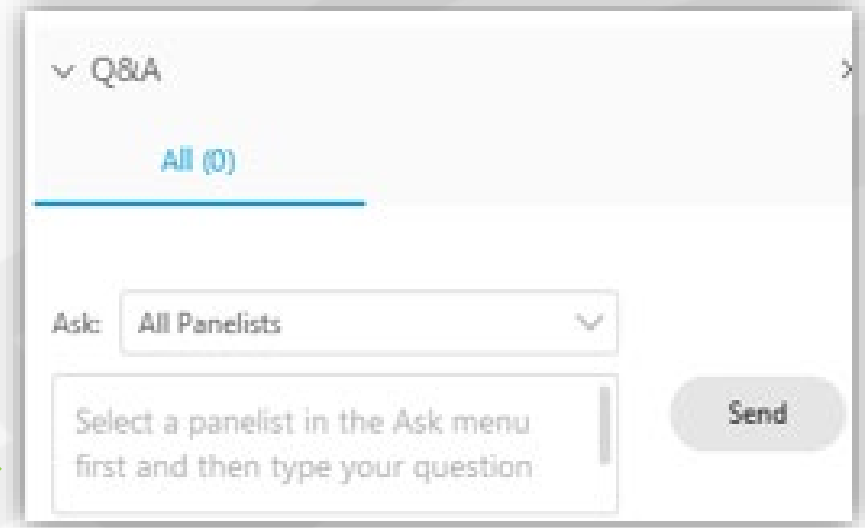 Q&A
All (0)
Ask: All Panelists
Select a panelist in the Ask menu
first and then type your question
Send